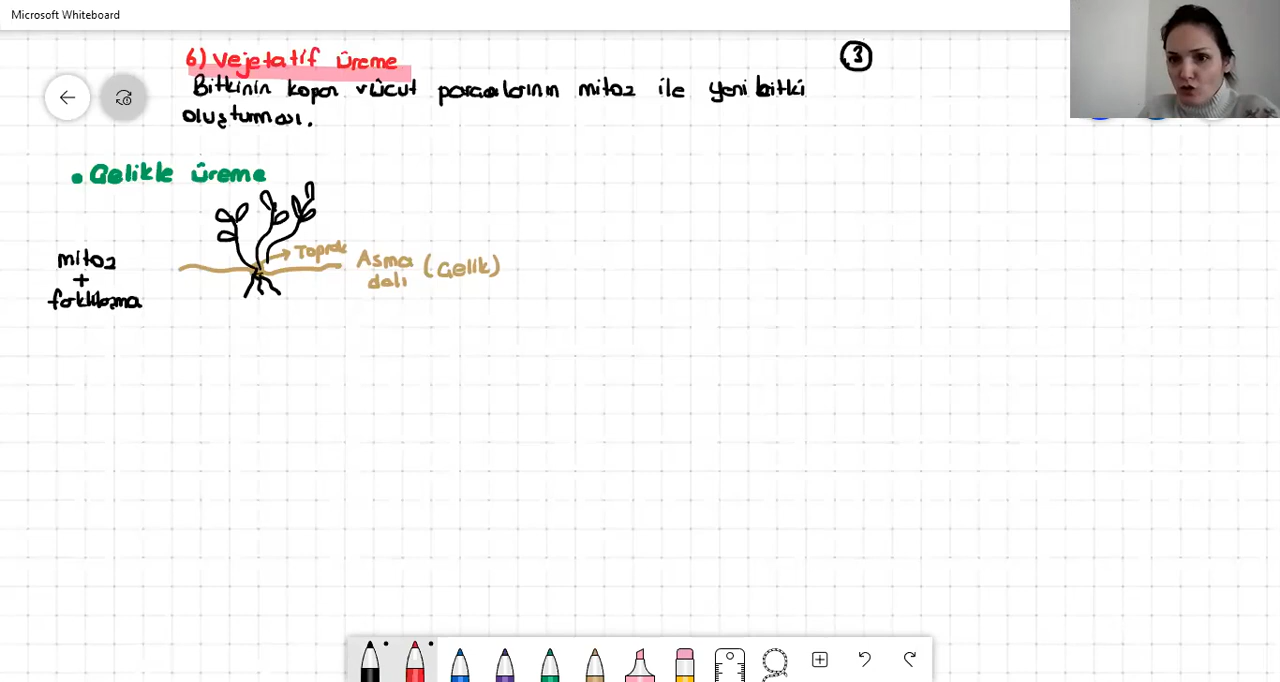 Microsoft Whiteboard
6) Vejetatif üreme
3
Bitkinin kopan vücut parçalarının mitoz ile yeni bitki
oluşturması.
• Çelikle üreme
Toprak
Asma (Çelik)
dalı
mitoz
+
farklılaşma